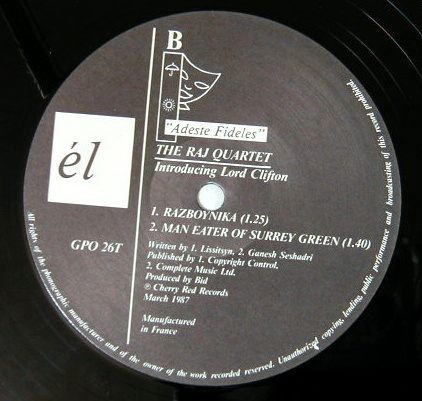 B
"Adeste Fideles"
THE RAJ QUARTET
Introducing Lord Clifton
él
GPO 26T
1. RAZBOYNIKA (1.25)
2. MAN EATER OF SURREY GREEN (1.40)
Written by 1. Lissitsyn, 2. Ganesh Seshadri
Published by 1. Copyright Control,
2. Complete Music Ltd.
Produced by Bid
℗ Cherry Red Records
March 1987
Manufactured
in France
All rights of the phonographic manufacturer and of the owner of the work recorded reserved. Unauthorized copying, lending, public performance and broadcasting of this record prohibited.